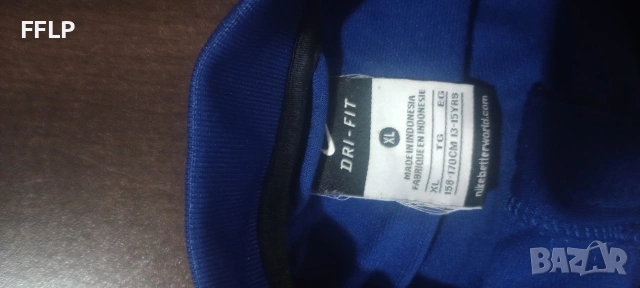 FFLP
DRI-FIT
XL
MADE IN INDONESIA
FABRIQUE EN INDONESIE
XL TG EG
158-170CM 13-15YRS
nikebetterworld.com
BAZAR